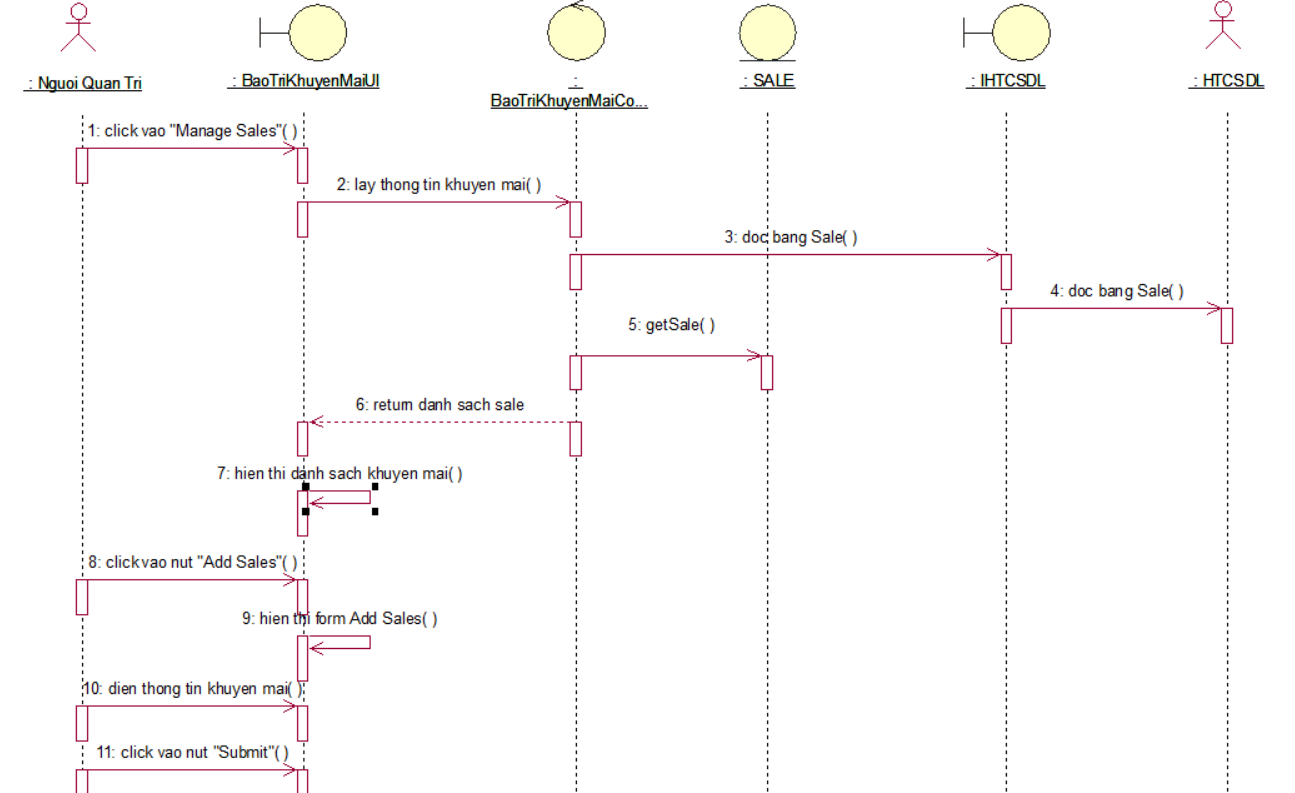 : Nguoi Quan Tri
: BaoTriKhuyenMaiUI
:
BaoTriKhuyenMaiCo...
: SALE
: IHTCSDL
: HTCSDL
1: click vao "Manage Sales"( )
2: lay thong tin khuyen mai( )
3: doc bang Sale( )
4: doc bang Sale( )
5: getSale( )
6: return danh sach sale
7: hien thi danh sach khuyen mai( )
8: click vao nut "Add Sales"( )
9: hien thi form Add Sales( )
10: dien thong tin khuyen mai( )
11: click vao nut "Submit"( )